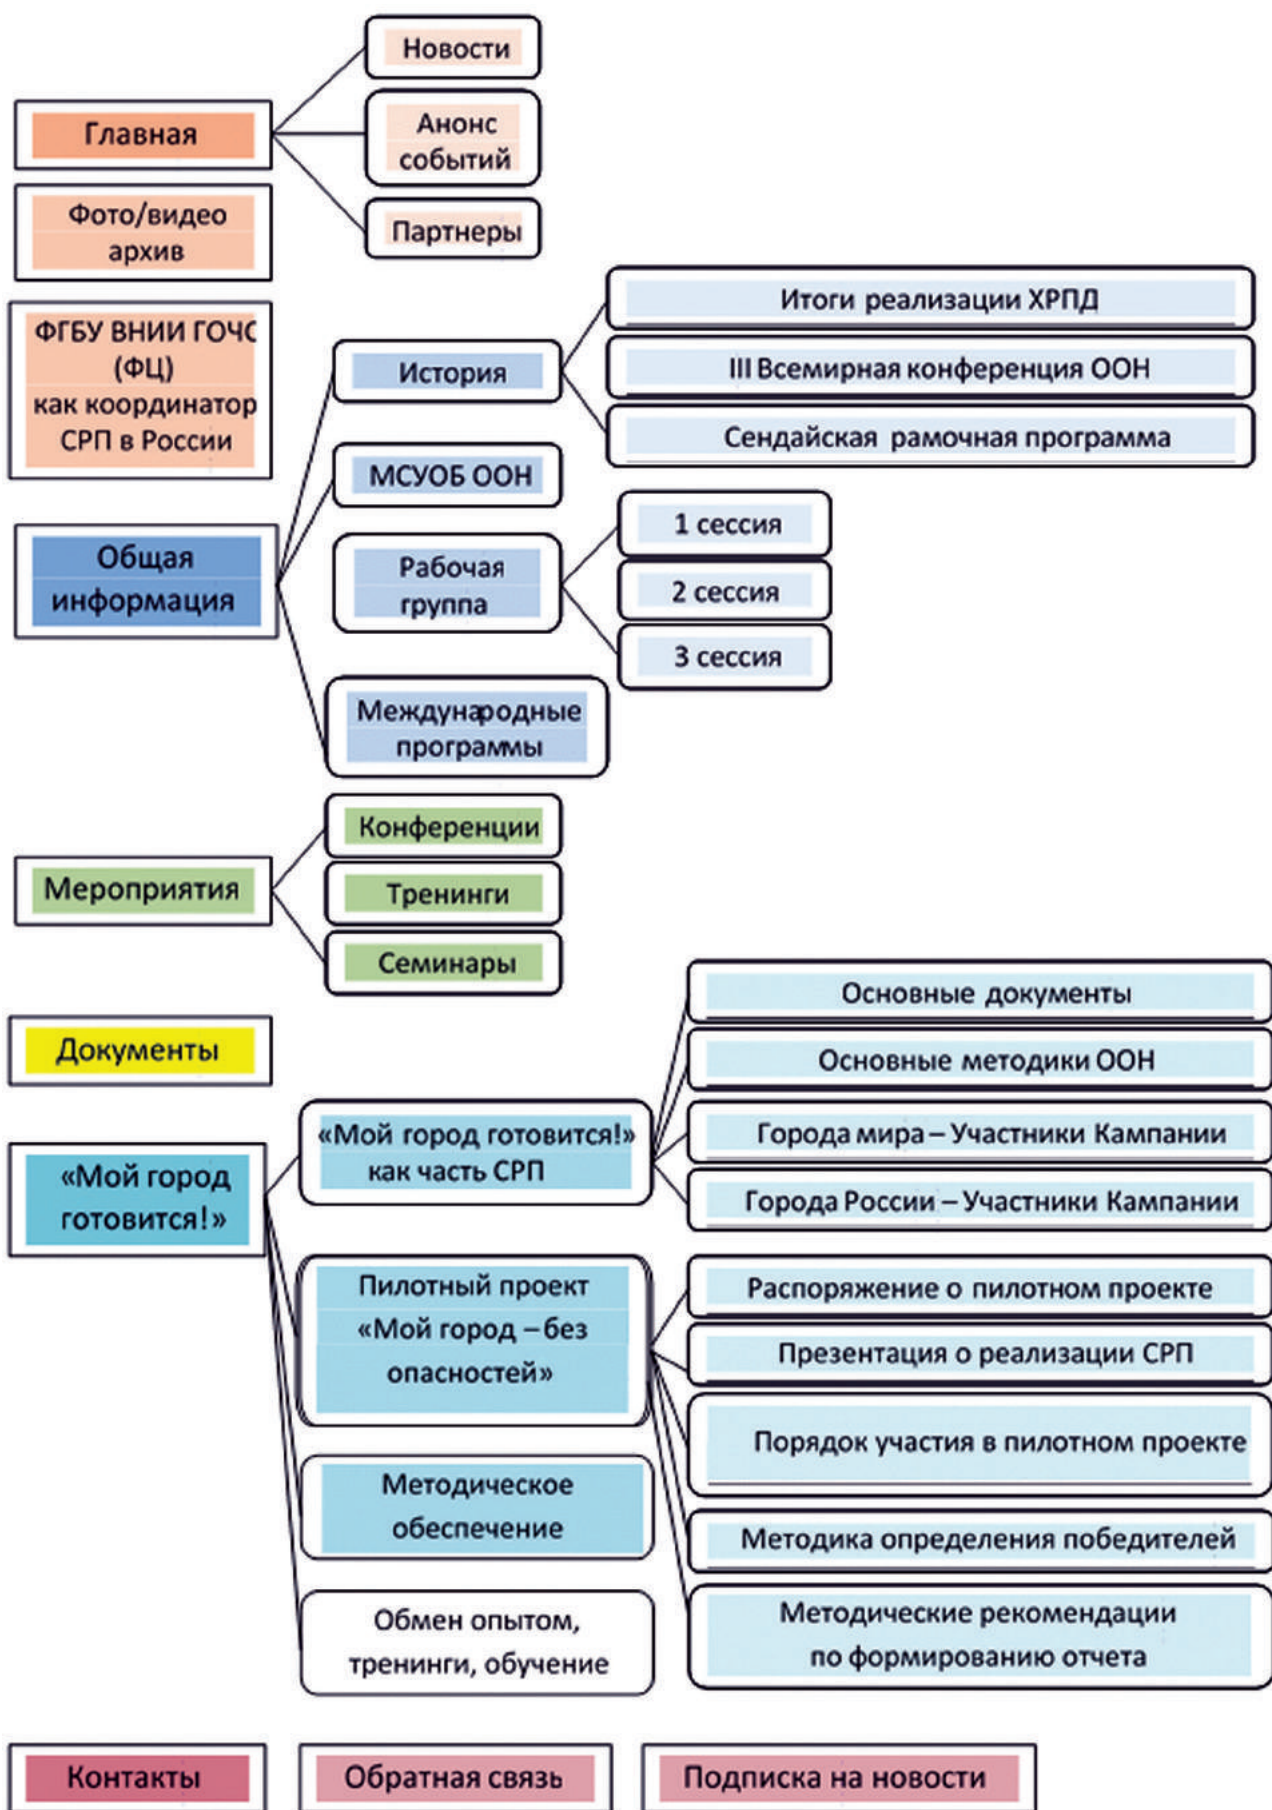 Новости
Главная
Анонс
событий
Фото/видео
архив
Партнеры
ФГБУ ВНИИ ГОЧС
(ФЦ)
как координатор
СРП в России
Итоги реализации ХРПД
История
III Всемирная конференция ООН
Сендайская рамочная программа
МСУОБ ООН
Общая
информация
1 сессия
Рабочая
группа
2 сессия
3 сессия
Международные
программы
Конференции
Мероприятия
Тренинги
Семинары
Документы
Основные документы
Основные методики ООН
«Мой город готовится!»
как часть СРП
Города мира – Участники Кампании
Города России – Участники Кампании
«Мой город
готовится!»
Пилотный проект
«Мой город – без
опасностей»
Распоряжение о пилотном проекте
Презентация о реализации СРП
Порядок участия в пилотном проекте
Методика определения победителей
Методические рекомендации
по формированию отчета
Методическое
обеспечение
Обмен опытом,
тренинги, обучение
Контакты
Обратная связь
Подписка на новости